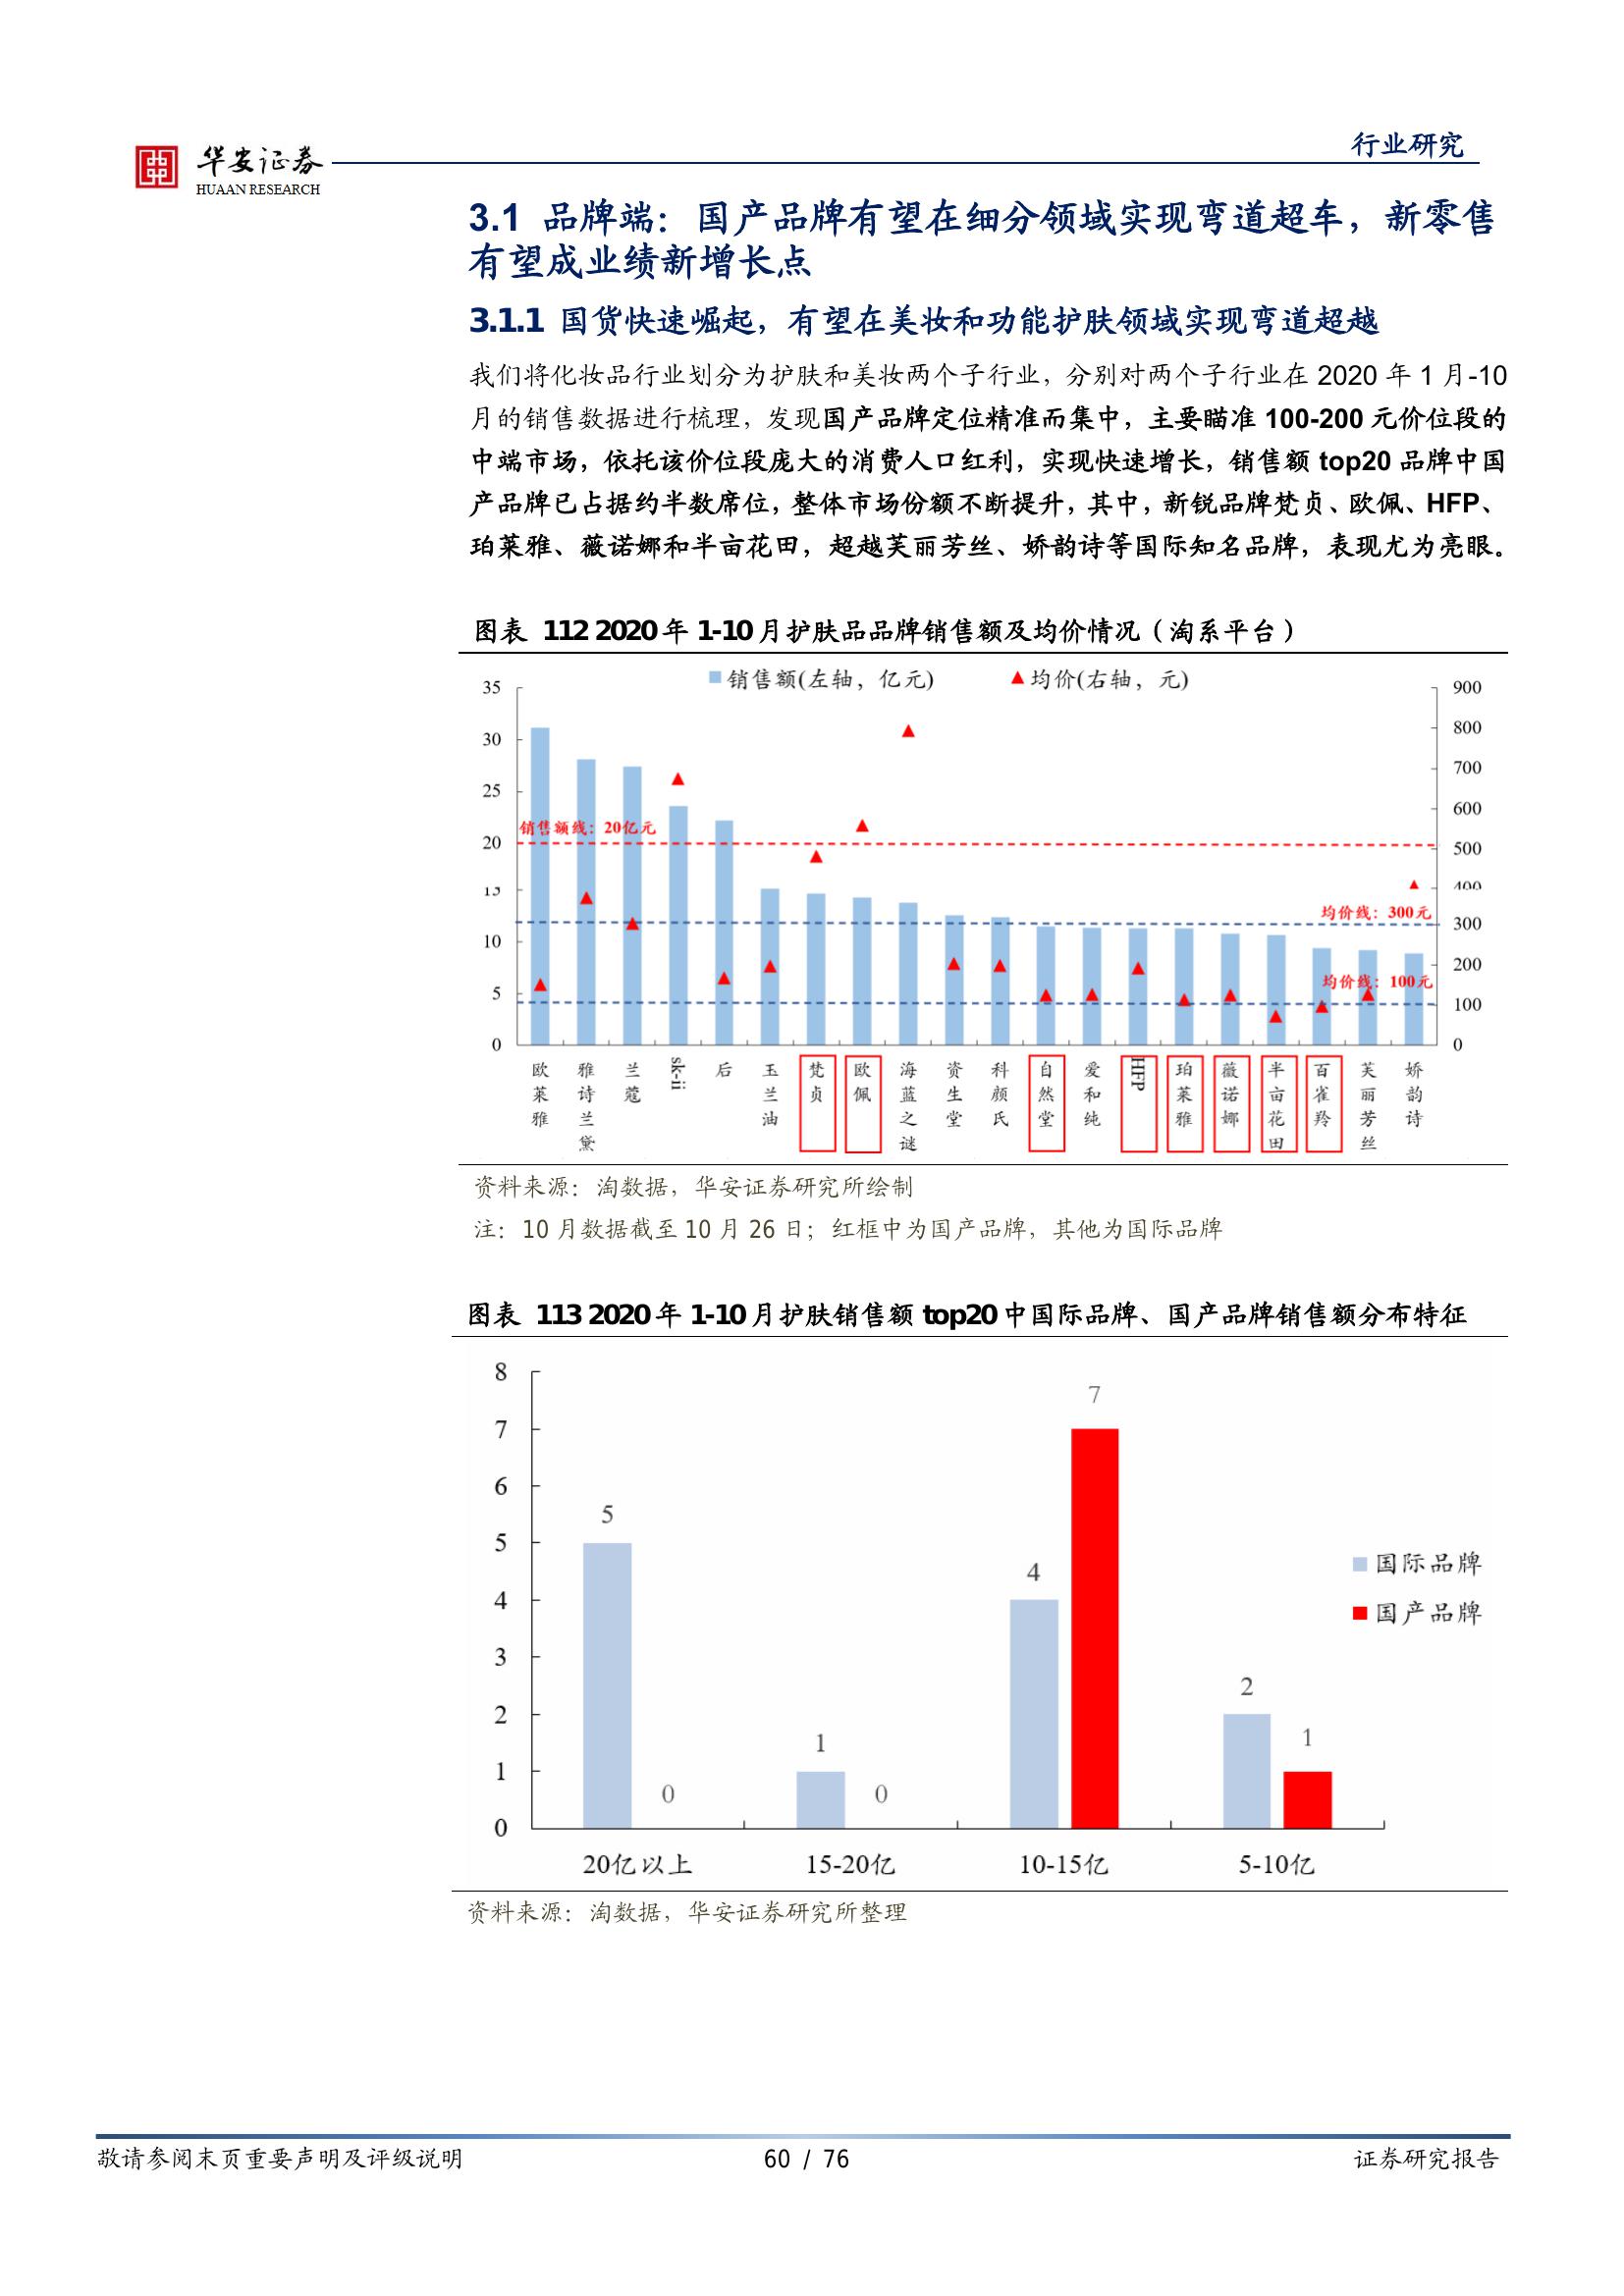 华安证券
HUAAN RESEARCH
行业研究
3.1 品牌端：国产品牌有望在细分领域实现弯道超车，新零售
有望成业绩新增长点
3.1.1 国货快速崛起，有望在美妆和功能护肤领域实现弯道超越
我们将化妆品行业划分为护肤和美妆两个子行业，分别对两个子行业在 2020 年 1 月-10
月的销售数据进行梳理，发现国产品牌定位精准而集中，主要瞄准 100-200 元价位段的
中端市场，依托该价位段庞大的消费人口红利，实现快速增长，销售额 top20 品牌中国
产品牌已占据约半数席位，整体市场份额不断提升，其中，新锐品牌梵贞、欧佩、HFP、
珀莱雅、薇诺娜和半亩花田，超越芙丽芳丝、娇韵诗等国际知名品牌，表现尤为亮眼。
图表 112 2020 年 1-10 月护肤品品牌销售额及均价情况（淘系平台）
销售额(左轴，亿元) 均价(右轴，元)
35
30
25
20
15
10
5
0
900
800
700
600
500
400
300
200
100
0
销售额线：20亿元
均价线：300元
均价线：100元
欧莱雅
雅诗兰黛
兰蔻
sk-ii
后
玉兰油
梵贞
欧佩
海蓝之谜
资生堂
科颜氏
自然堂
爱和纯
HFP
珀莱雅
薇诺娜
半亩花田
百雀羚
芙丽芳丝
娇韵诗
资料来源：淘数据，华安证券研究所绘制
注：10 月数据截至 10 月 26 日；红框中为国产品牌，其他为国际品牌
图表 113 2020 年 1-10 月护肤销售额 top20 中国际品牌、国产品牌销售额分布特征
8
7
6
5
4
3
2
1
0
5
0
1
0
4
7
2
1
国际品牌
国产品牌
20亿以上 15-20亿 10-15亿 5-10亿
资料来源：淘数据，华安证券研究所整理
敬请参阅末页重要声明及评级说明 60 / 76 证券研究报告